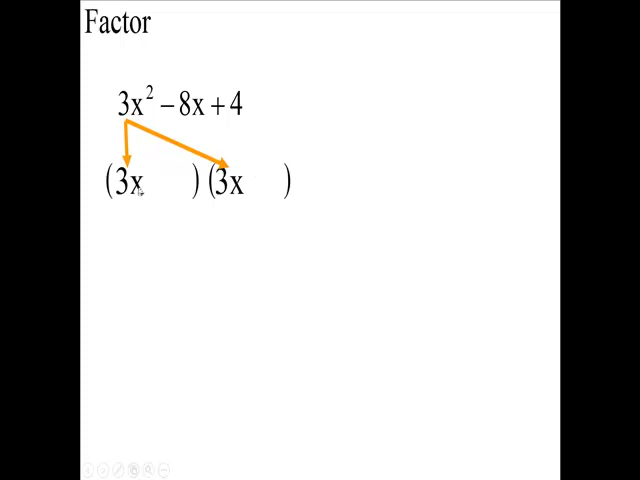 Factor
3x² − 8x + 4
(3x    ) (3x    )